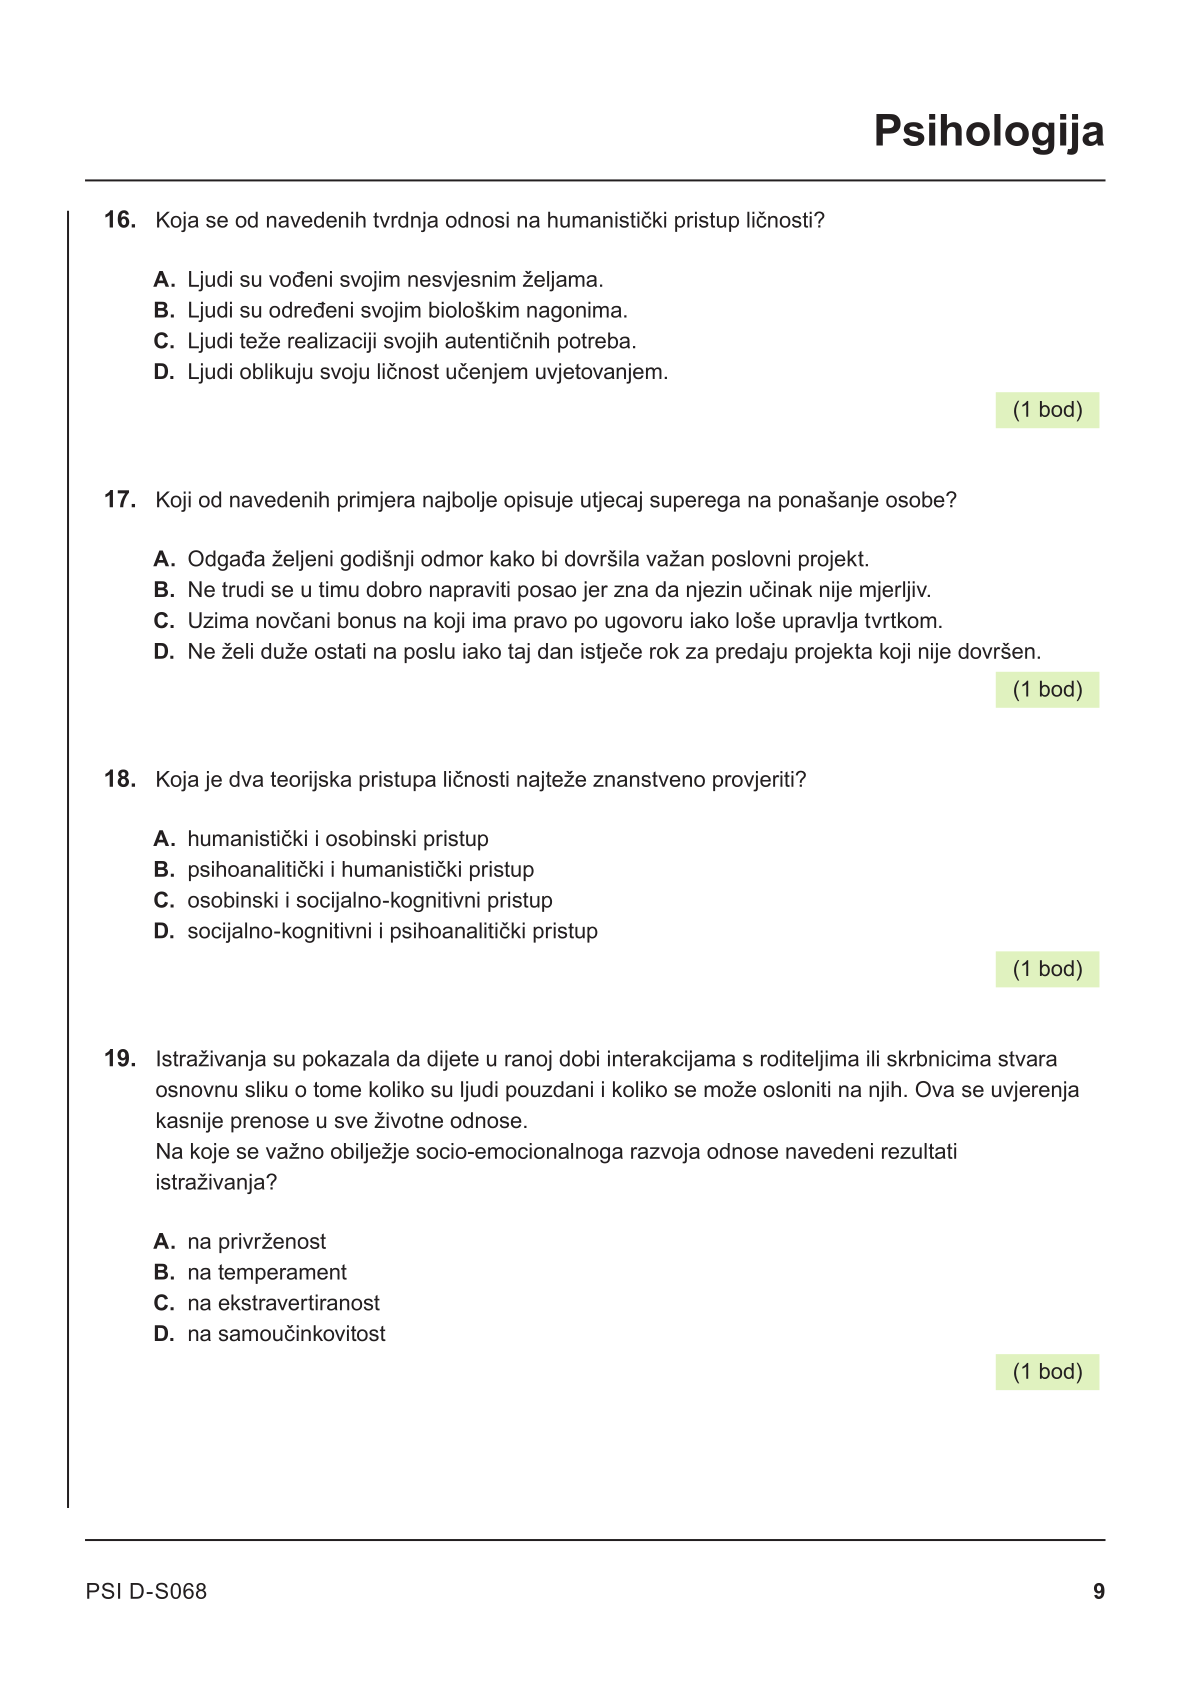 Psihologija
16. Koja se od navedenih tvrdnja odnosi na humanistički pristup ličnosti?
A. Ljudi su vođeni svojim nesvjesnim željama.
B. Ljudi su određeni svojim biološkim nagonima.
C. Ljudi teže realizaciji svojih autentičnih potreba.
D. Ljudi oblikuju svoju ličnost učenjem uvjetovanjem.
(1 bod)
17. Koji od navedenih primjera najbolje opisuje utjecaj superega na ponašanje osobe?
A. Odgađa željeni godišnji odmor kako bi dovršila važan poslovni projekt.
B. Ne trudi se u timu dobro napraviti posao jer zna da njezin učinak nije mjerljiv.
C. Uzima novčani bonus na koji ima pravo po ugovoru iako loše upravlja tvrtkom.
D. Ne želi duže ostati na poslu iako taj dan istječe rok za predaju projekta koji nije dovršen.
(1 bod)
18. Koja je dva teorijska pristupa ličnosti najteže znanstveno provjeriti?
A. humanistički i osobinski pristup
B. psihoanalitički i humanistički pristup
C. osobinski i socijalno-kognitivni pristup
D. socijalno-kognitivni i psihoanalitički pristup
(1 bod)
19. Istraživanja su pokazala da dijete u ranoj dobi interakcijama s roditeljima ili skrbnicima stvara
osnovnu sliku o tome koliko su ljudi pouzdani i koliko se može osloniti na njih. Ova se uvjerenja
kasnije prenose u sve životne odnose.
Na koje se važno obilježje socio-emocionalnoga razvoja odnose navedeni rezultati
istraživanja?
A. na privrženost
B. na temperament
C. na ekstravertiranost
D. na samoučinkovitost
(1 bod)
PSI D-S068
9